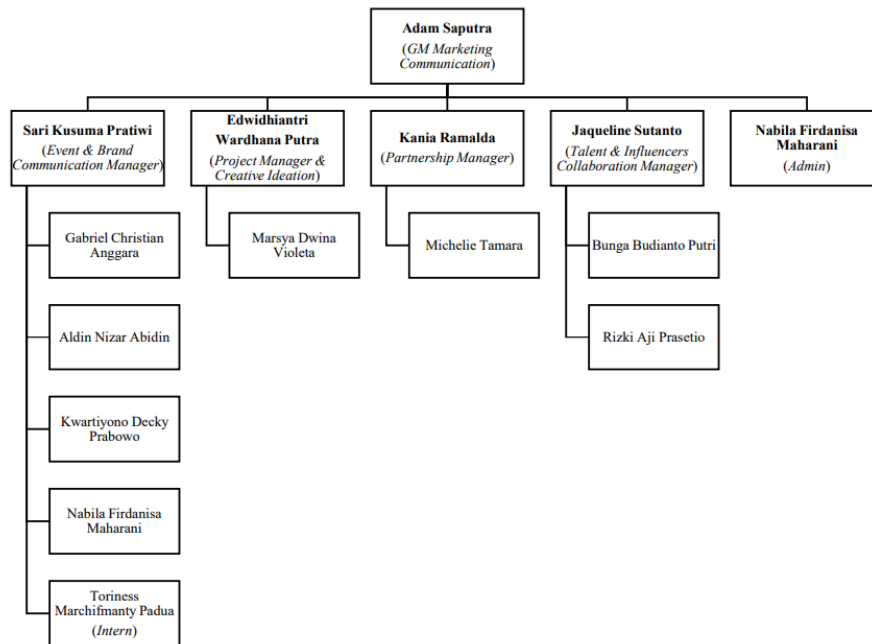 Adam Saputra
(GM Marketing
Communication)
Sari Kusuma Pratiwi
(Event & Brand
Communication Manager)
Edwidhiantri
Wardhana Putra
(Project Manager &
Creative Ideation)
Kania Ramalda
(Partnership Manager)
Jaqueline Sutanto
(Talent & Influencers
Collaboration Manager)
Nabila Firdanisa
Maharani
(Admin)
Gabriel Christian
Anggara
Marsya Dwina
Violeta
Michelie Tamara
Bunga Budianto Putri
Aldin Nizar Abidin
Rizki Aji Prasetio
Kwartiyono Decky
Prabowo
Nabila Firdanisa
Maharani
Toriness
Marchifmanty Padua
(Intern)